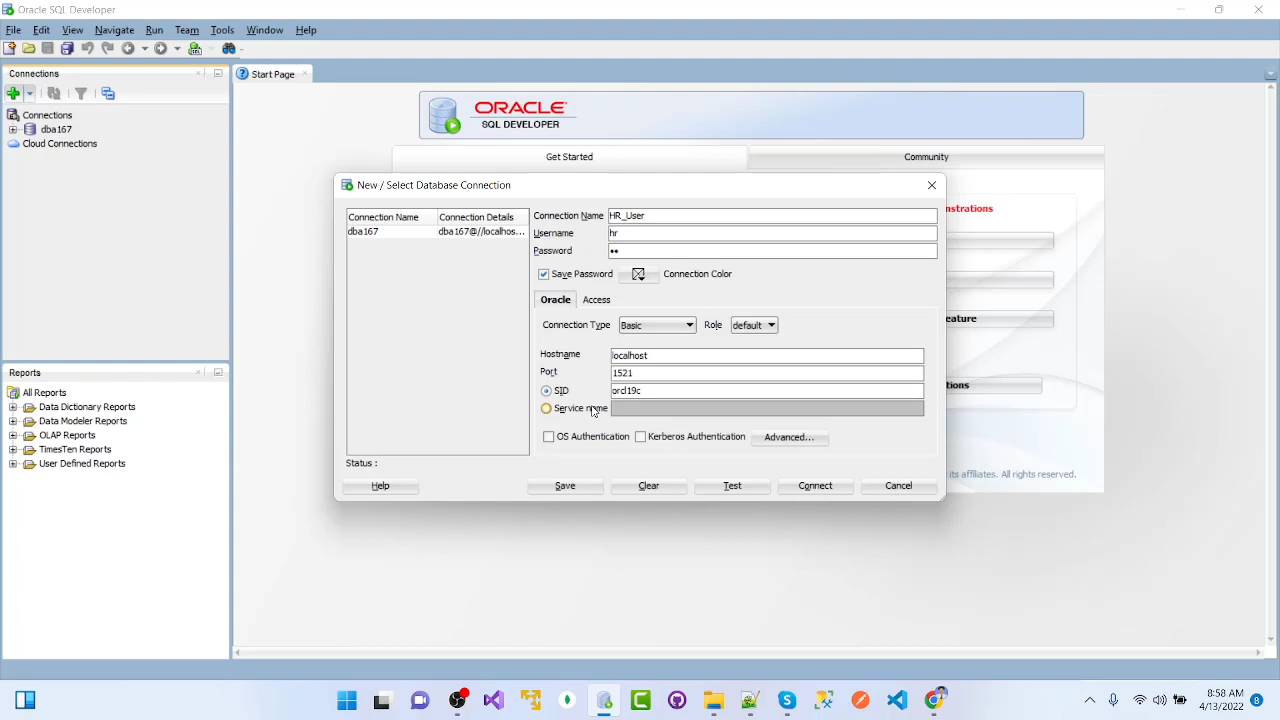 Oracle SQL Developer
File Edit View Navigate Run Team Tools Window Help
Connections
Start Page
Connections
dba167
Cloud Connections
ORACLE
SQL DEVELOPER
Get Started
Community
nstrations
eature
tions
its affiliates. All rights reserved.
New / Select Database Connection
Connection Name Connection Details
dba167 dba167@//localhos...
Connection Name HR_User
Username hr
Password ••
Save Password Connection Color
Oracle Access
Connection Type Basic Role default
Hostname localhost
Port 1521
SID orcl19c
Service name
OS Authentication Kerberos Authentication Advanced...
Status :
Help Save Clear Test Connect Cancel
Reports
All Reports
Data Dictionary Reports
Data Modeler Reports
OLAP Reports
TimesTen Reports
User Defined Reports
8:58 AM
4/13/2022
8